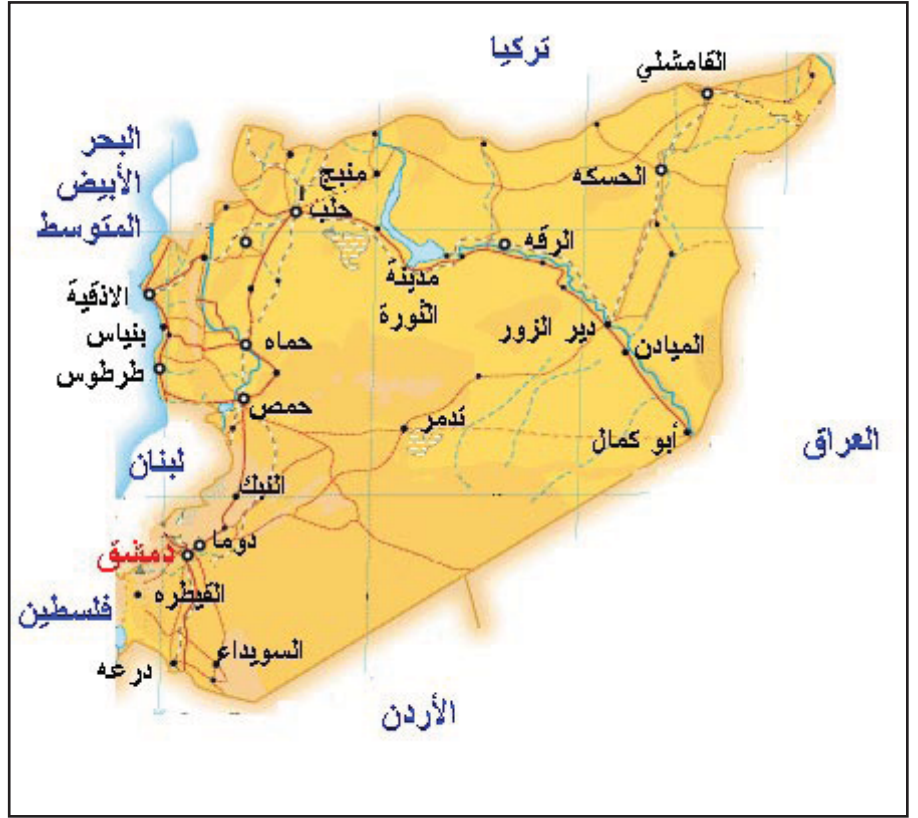 تركيا
القامشلي
البحر
الأبيض
المتوسط
منبج
الحسكه
حلب
الرقه
مدينة
الثورة
الاذقية
دير الزور
بنياس
حماه
الميادن
طرطوس
حمص
تدمر
أبو كمال
العراق
لبنان
النبك
دوما
دمشق
القيطره
فلسطين
السويداء
درعه
الأردن